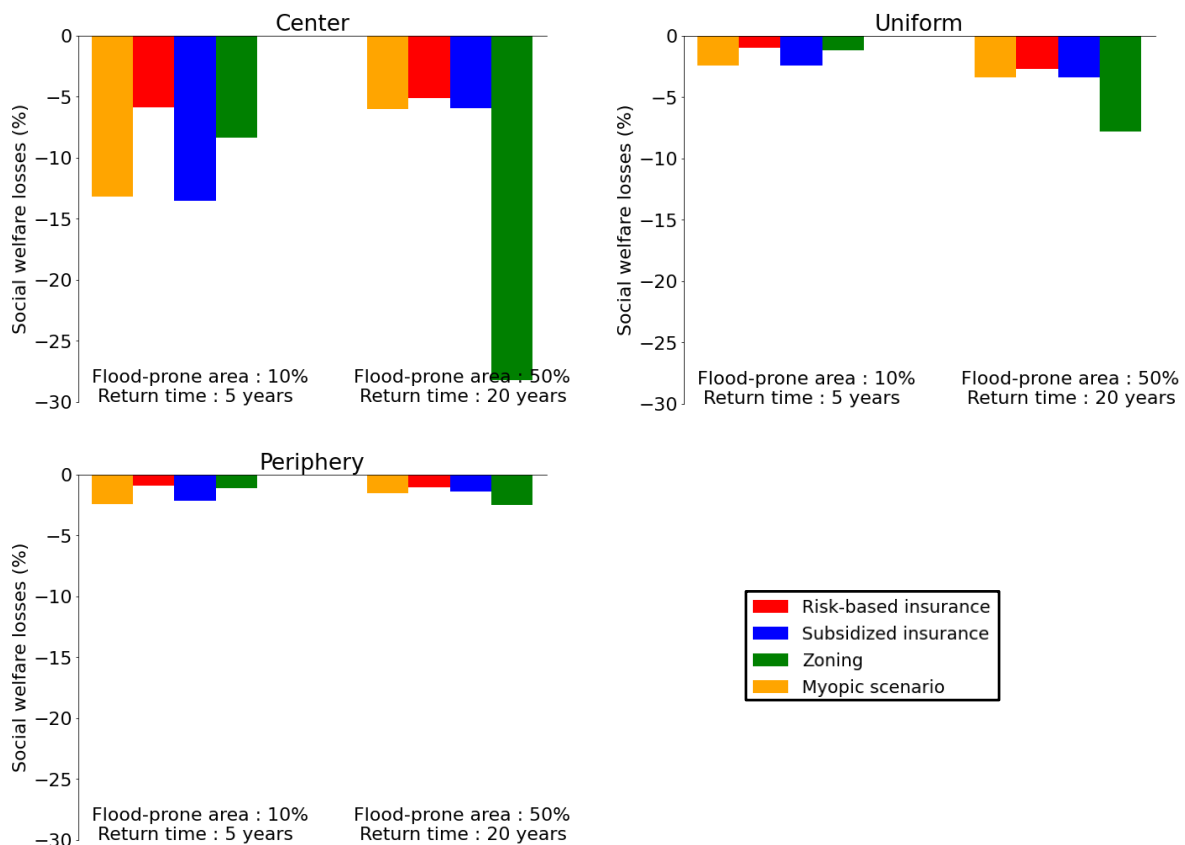 Center
Social welfare losses (%)
0
−5
−10
−15
−20
−25
−30
Flood-prone area : 10%
Return time : 5 years
Flood-prone area : 50%
Return time : 20 years
Uniform
Social welfare losses (%)
0
−5
−10
−15
−20
−25
−30
Flood-prone area : 10%
Return time : 5 years
Flood-prone area : 50%
Return time : 20 years
Periphery
Social welfare losses (%)
0
−5
−10
−15
−20
−25
−30
Flood-prone area : 10%
Return time : 5 years
Flood-prone area : 50%
Return time : 20 years
Risk-based insurance
Subsidized insurance
Zoning
Myopic scenario